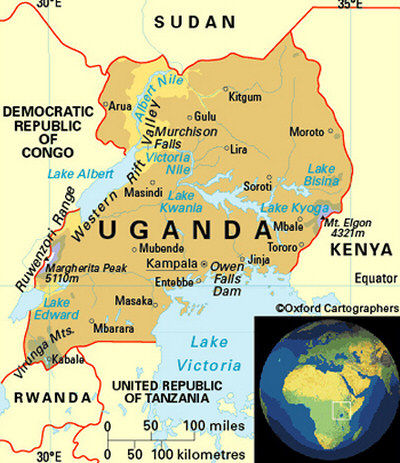 30°E
35°E
SUDAN
DEMOCRATIC
REPUBLIC
OF
CONGO
Albert Nile
Arua
Kitgum
Gulu
Moroto
Murchison
Falls
Lira
Victoria
Nile
Lake Albert
Western Rift Valley
Masindi
Soroti
Lake
Bisina
Lake
Kwania
Lake Kyoga
Mt. Elgon
4321m
Mbale
UGANDA
Ruwenzori Range
Mubende
Tororo
KENYA
Margherita Peak
5110m
Kampala
Owen
Falls
Dam
Jinja
Entebbe
Equator
Lake
Edward
Masaka
©Oxford Cartographers
Mbarara
Virunga Mts.
Kabale
Lake
Victoria
RWANDA
UNITED REPUBLIC
OF TANZANIA
0 50 100 miles
0 50 100 kilometres
30°E